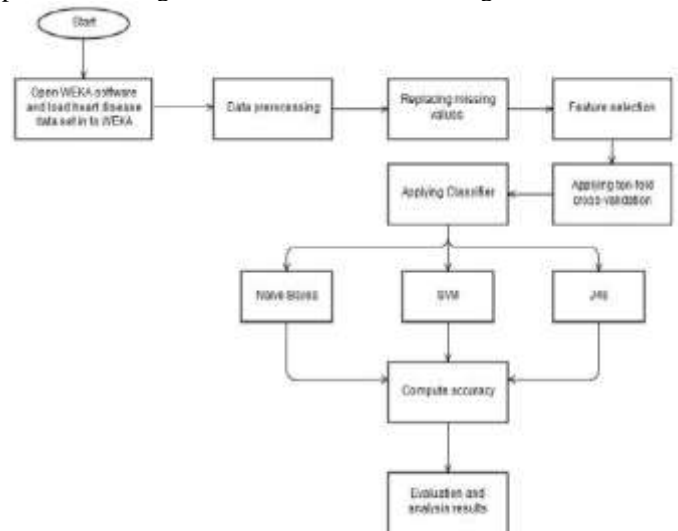 Start
Open WEKA software
and load heart disease
data set in to WEKA
Data prerocessing
Replacing missing
values
Feature selection
Applying ten-fold
cross-validation
Applying Classifier
Naive Bayes
SVM
J48
Compute accuracy
Evaluation and
analysis results